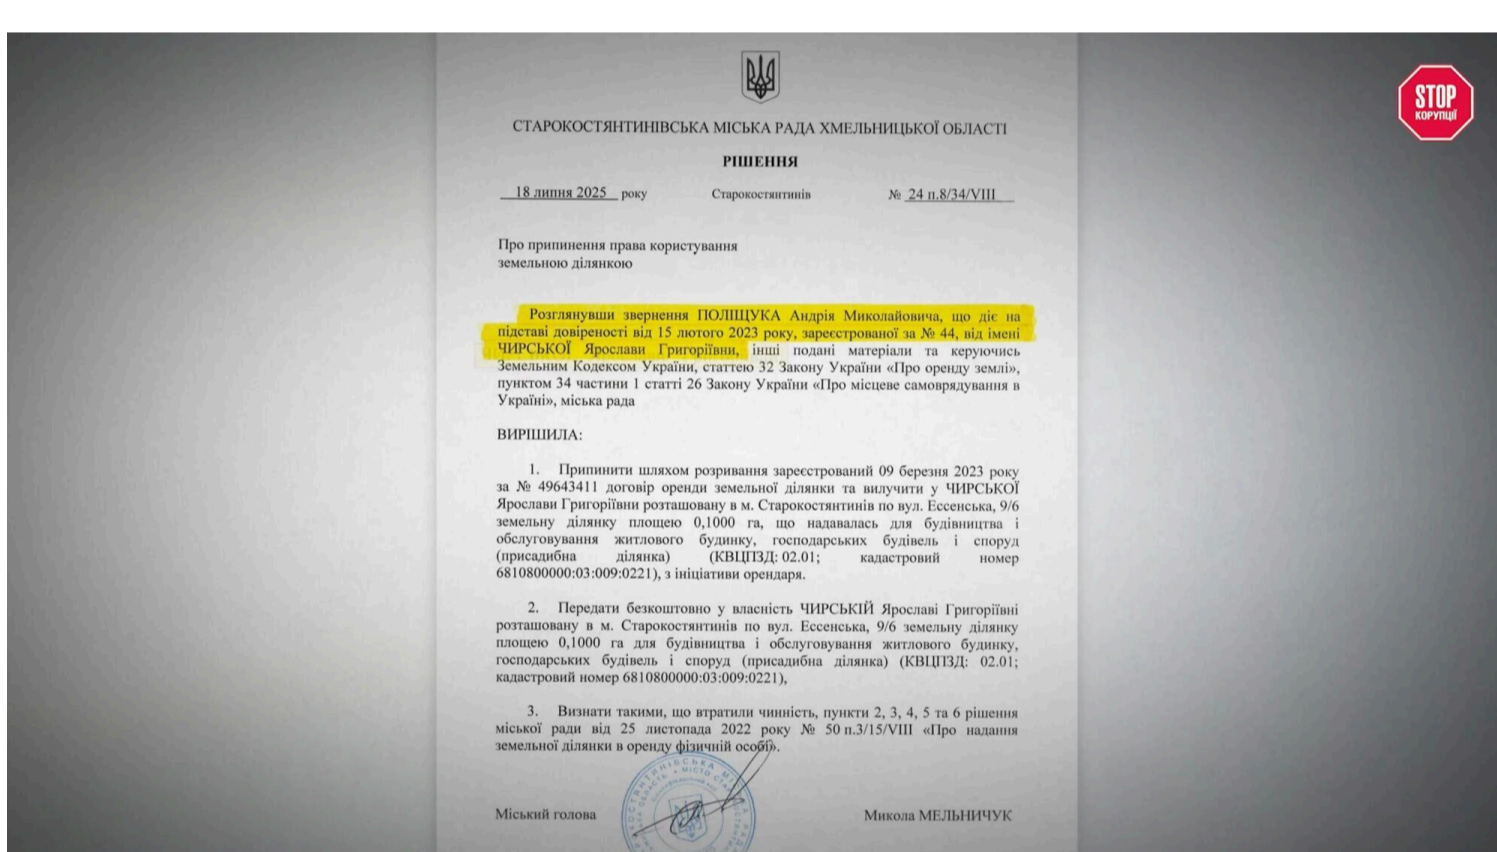 STOP
КОРУПЦІЇ
СТАРОКОСТЯНТИНІВСЬКА МІСЬКА РАДА ХМЕЛЬНИЦЬКОЇ ОБЛАСТІ
РІШЕННЯ
18 липня 2025 року Старокостянтинів № 24 п.8/34/VIII
Про припинення права користування
земельною ділянкою
Розглянувши звернення ПОЛІЩУКА Андрія Миколайовича, що діє на
підставі довіреності від 15 лютого 2023 року, зареєстрованої за № 44, від імені
ЧИРСЬКОЇ Ярослави Григоріївни, інші подані матеріали та керуючись
Земельним Кодексом України, статтею 32 Закону України «Про оренду землі»,
пунктом 34 частини 1 статті 26 Закону України «Про місцеве самоврядування в
Україні», міська рада
ВИРІШИЛА:
1. Припинити шляхом розривання зареєстрований 09 березня 2023 року
за № 49643411 договір оренди земельної ділянки та вилучити у ЧИРСЬКОЇ
Ярослави Григоріївни розташовану в м. Старокостянтинів по вул. Ессенська, 9/6
земельну ділянку площею 0,1000 га, що надавалась для будівництва і
обслуговування житлового будинку, господарських будівель і споруд
(присадибна ділянка) (КВЦПЗД: 02.01; кадастровий номер
6810800000:03:009:0221), з ініціативи орендаря.
2. Передати безкоштовно у власність ЧИРСЬКІЙ Ярославі Григоріївні
розташовану в м. Старокостянтинів по вул. Ессенська, 9/6 земельну ділянку
площею 0,1000 га для будівництва і обслуговування житлового будинку,
господарських будівель і споруд (присадибна ділянка) (КВЦПЗД: 02.01;
кадастровий номер 6810800000:03:009:0221),
3. Визнати такими, що втратили чинність, пункти 2, 3, 4, 5 та 6 рішення
міської ради від 25 листопада 2022 року № 50 п.3/15/VIII «Про надання
земельної ділянки в оренду фізичній особі».
Міський голова Микола МЕЛЬНИЧУК